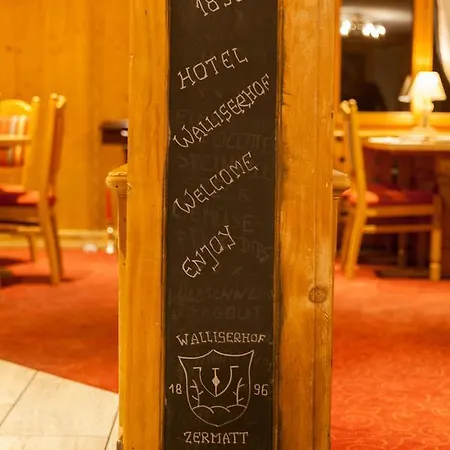 HOTEL
WALLISERHOF
WELCOME
ENJOY
WALLISERHOF
18 96
ZERMATT